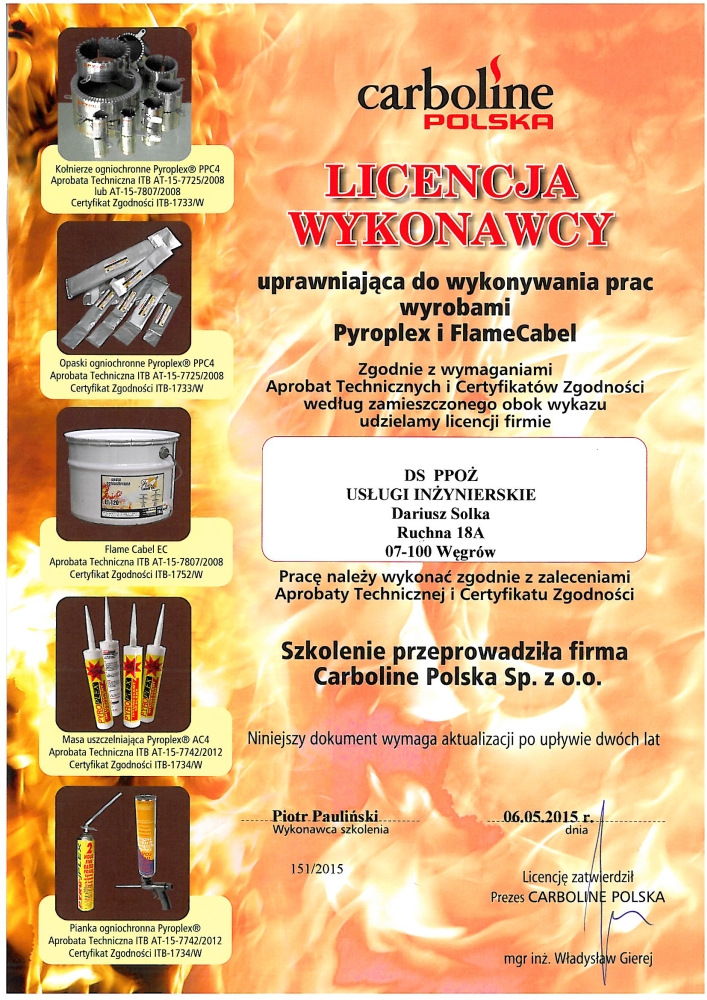 carboline
POLSKA
LICENCJA
WYKONAWCY
uprawniająca do wykonywania prac
wyrobami
Pyroplex i FlameCabel
Zgodnie z wymaganiami
Aprobat Technicznych i Certyfikatów Zgodności
według zamieszczonego obok wykazu
udzielamy licencji firmie
DS PPOŻ
USŁUGI INŻYNIERSKIE
Dariusz Solka
Ruchna 18A
07-100 Węgrów
Pracę należy wykonać zgodnie z zaleceniami
Aprobaty Technicznej i Certyfikatu Zgodności
Szkolenie przeprowadziła firma
Carboline Polska Sp. z o.o.
Niniejszy dokument wymaga aktualizacji po upływie dwóch lat
Piotr Pauliński
Wykonawca szkolenia
151/2015
06.05.2015 r.
dnia
Licencję zatwierdził
Prezes CARBOLINE POLSKA
mgr inż. Władysław Gierej
Kołnierze ogniochronne Pyroplex® PPC4
Aprobata Techniczna ITB AT-15-7725/2008
lub AT-15-7807/2008
Certyfikat Zgodności ITB-1733/W
Opaski ogniochronne Pyroplex® PPC4
Aprobata Techniczna ITB AT-15-7725/2008
Certyfikat Zgodności ITB-1733/W
Flame Cabel EC
Aprobata Techniczna ITB AT-15-7807/2008
Certyfikat Zgodności ITB-1752/W
PYROPLEX
PYROPLEX
PYROPLEX
Masa uszczelniająca Pyroplex® AC4
Aprobata Techniczna ITB AT-15-7742/2012
Certyfikat Zgodności ITB-1734/W
PYROPLEX
Pianka ogniochronna Pyroplex®
Aprobata Techniczna ITB AT-15-7742/2012
Certyfikat Zgodności ITB-1734/W